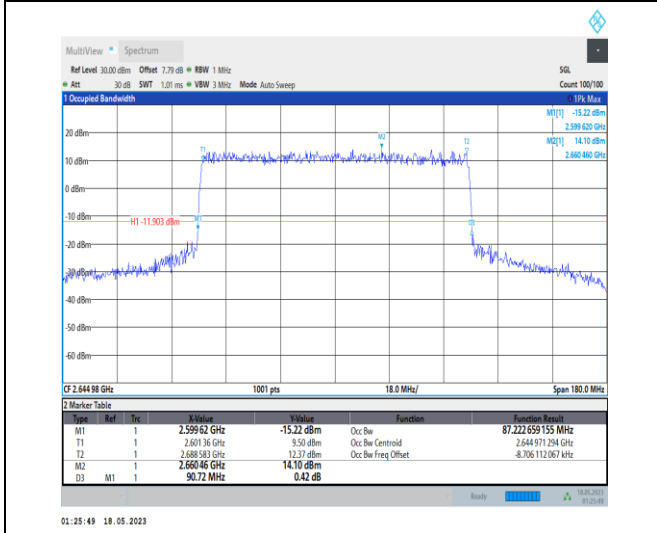 MultiView Spectrum
Ref Level 30.00 dBm Offset 7.79 dB RBW 1 MHz SGL
Att 30 dB SWT 1.01 ms VBW 3 MHz Mode Auto Sweep Count 100/100
1 Occupied Bandwidth 1Pk Max
M1[1] -15.22 dBm
2.599 620 GHz
M2[1] 14.10 dBm
2.660 460 GHz
20 dBm
M2
T2
T1
10 dBm
0 dBm
-10 dBm
H1 -11.903 dBm
M1
D3
-20 dBm
-30 dBm
-40 dBm
-50 dBm
-60 dBm
CF 2.644 98 GHz 1001 pts 18.0 MHz/ Span 180.0 MHz
2 Marker Table
Type Ref Trc X-Value Y-Value Function Function Result
M1 1 2.599 62 GHz -15.22 dBm Occ Bw 87.222 659 155 MHz
T1 1 2.601 36 GHz 9.50 dBm Occ Bw Centroid 2.644 971 294 GHz
T2 1 2.688 583 GHz 12.37 dBm Occ Bw Freq Offset -8.706 112 067 kHz
M2 1 2.660 46 GHz 14.10 dBm
D3 M1 1 90.72 MHz 0.42 dB
Ready 18.05.2023
01:25:48
01:25:49 18.05.2023